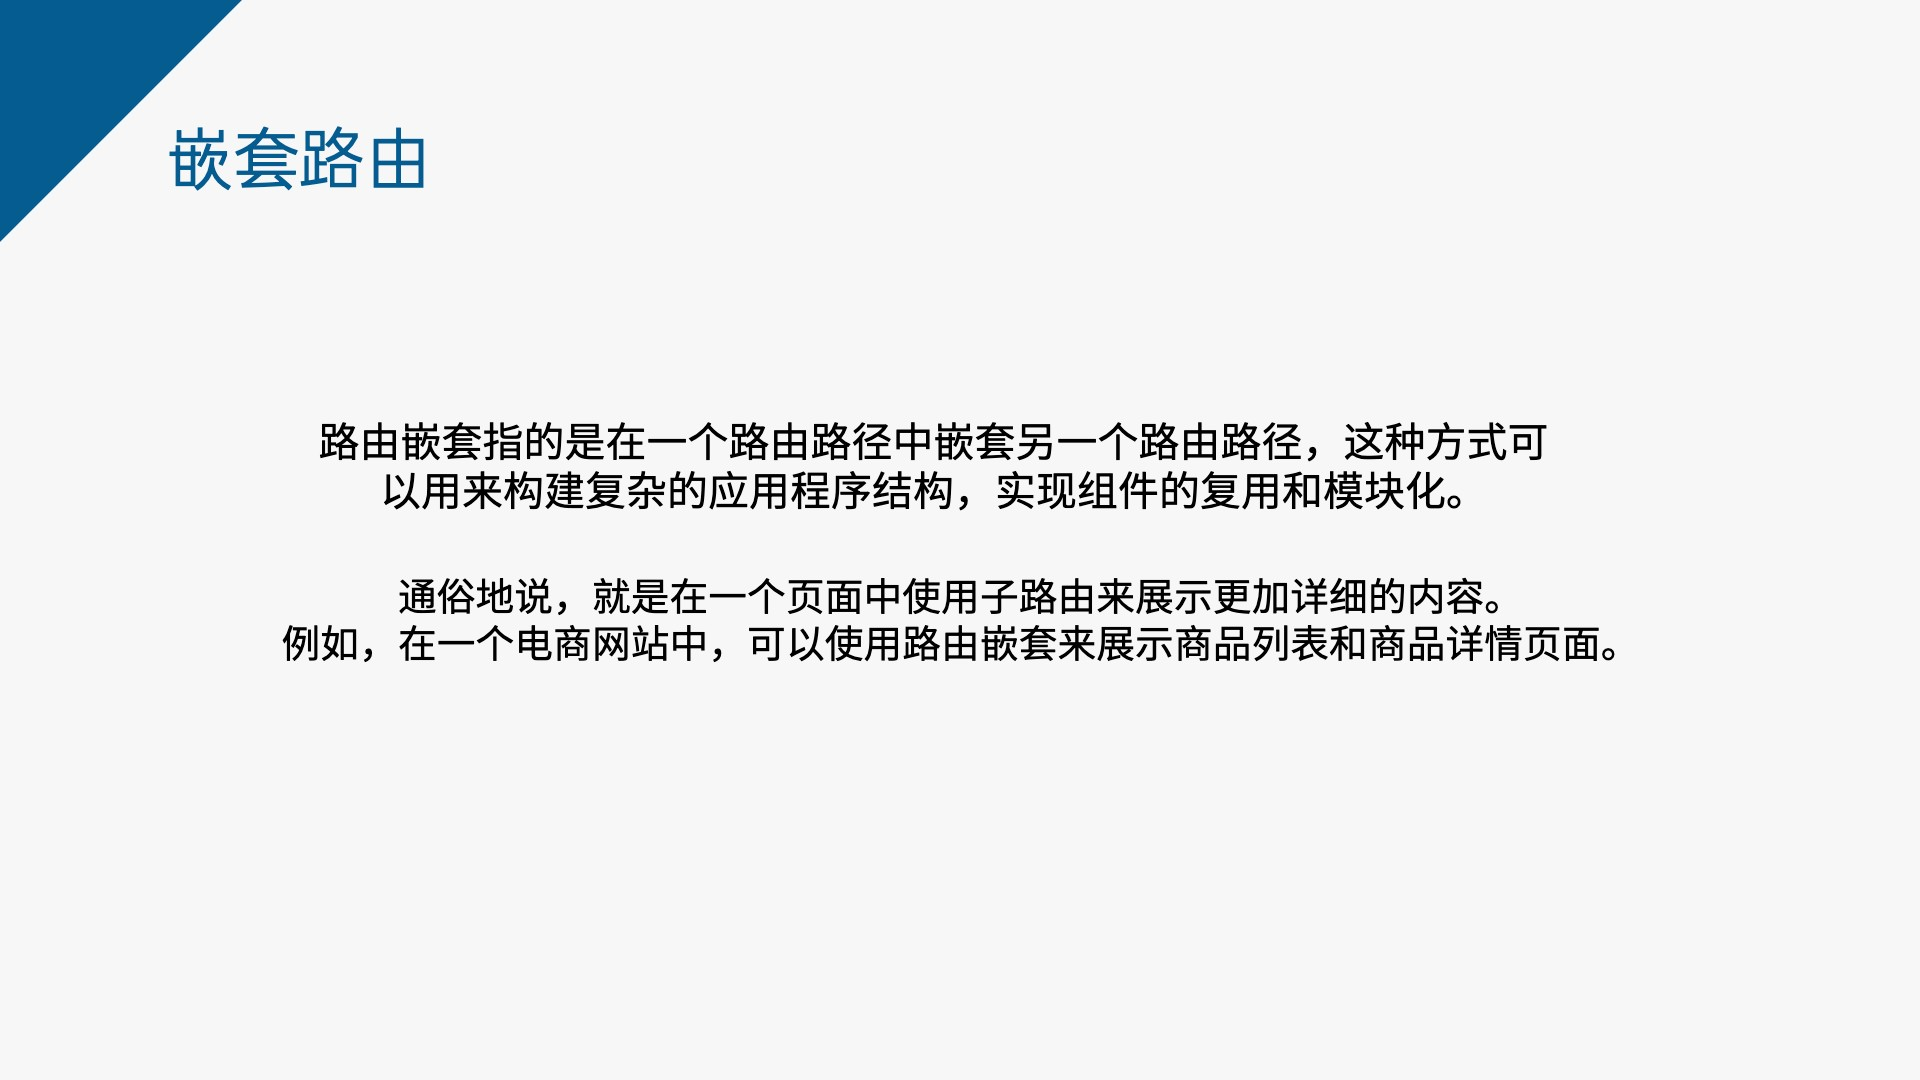 嵌套路由
路由嵌套指的是在一个路由路径中嵌套另一个路由路径，这种方式可
以用来构建复杂的应用程序结构，实现组件的复用和模块化。
通俗地说，就是在一个页面中使用子路由来展示更加详细的内容。
例如，在一个电商网站中，可以使用路由嵌套来展示商品列表和商品详情页面。